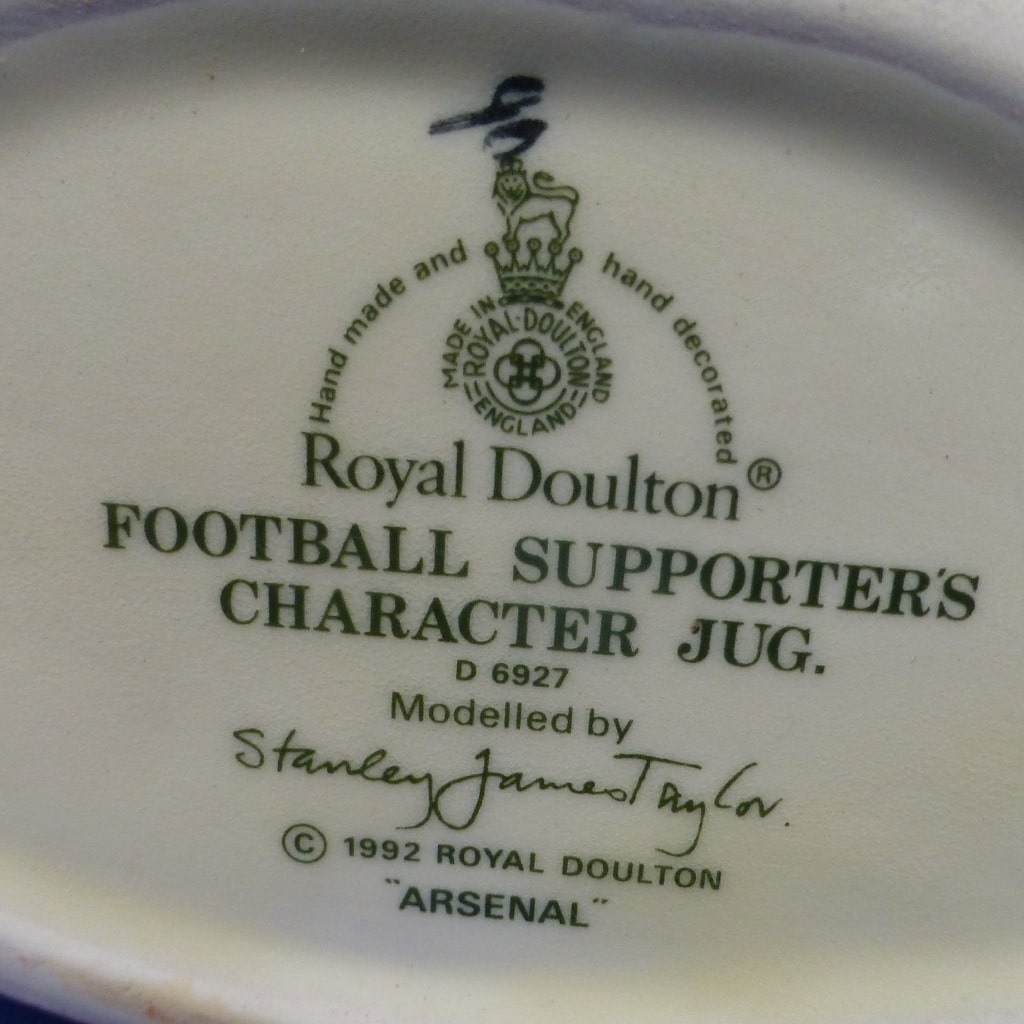 Hand made and hand decorated
MADE IN ENGLAND
ROYAL·DOULTON
ENGLAND
Royal Doulton®
FOOTBALL SUPPORTER'S
CHARACTER JUG.
D 6927
Modelled by
Stanley James Taylor.
© 1992 ROYAL DOULTON
"ARSENAL"